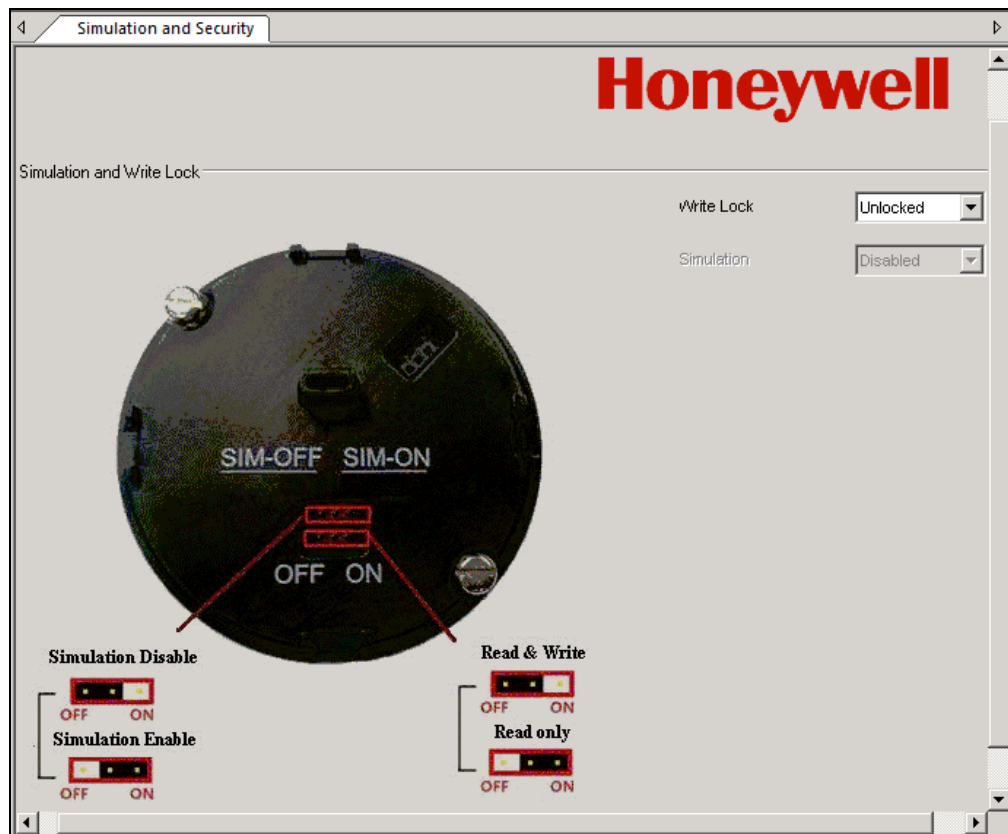 Simulation and Security
Honeywell
Simulation and Write Lock
Write Lock
Unlocked
Simulation
Disabled
SIM-OFF SIM-ON
OFF ON
Simulation Disable
OFF ON
Simulation Enable
OFF ON
Read & Write
OFF ON
Read only
OFF ON